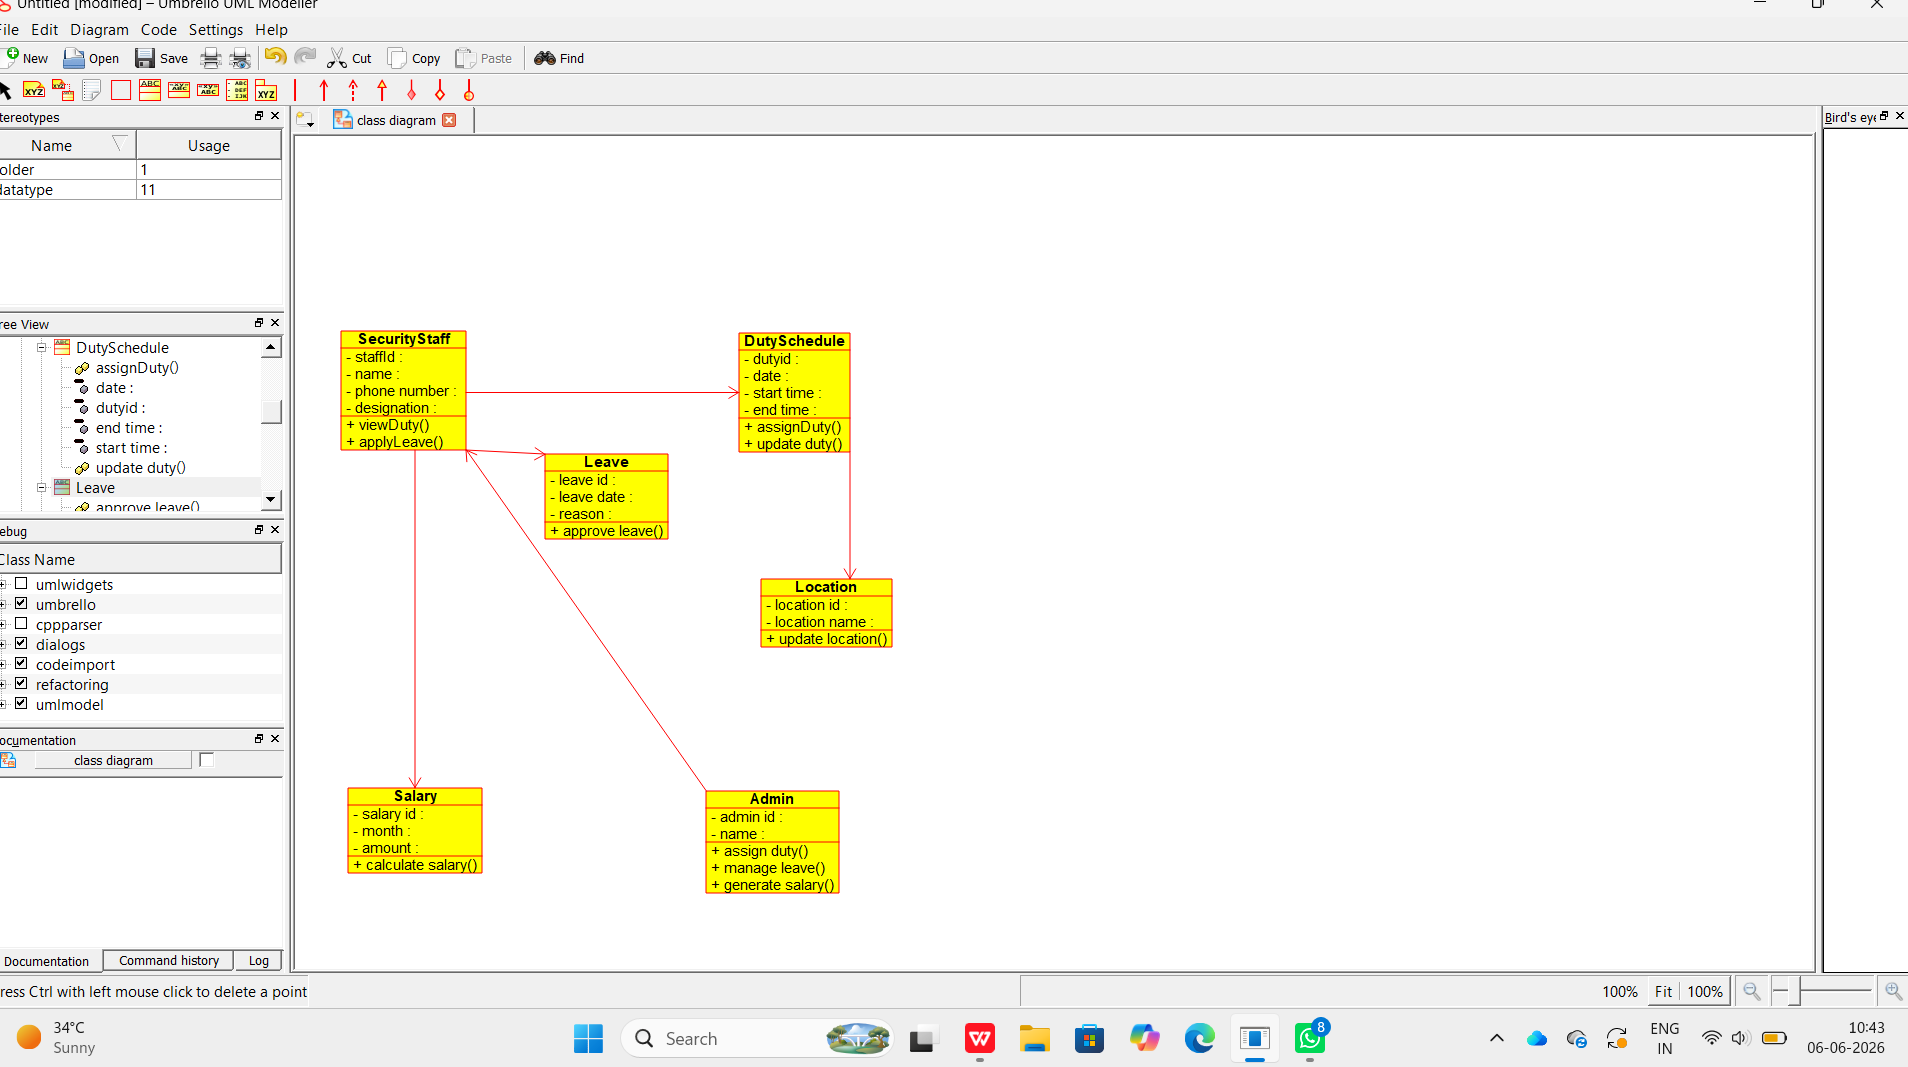 Untitled [modified] – Umbrello UML Modeller
File Edit Diagram Code Settings Help
New Open Save Cut Copy Paste Find
tereotypes
Name Usage
older 1
datatype 11
ree View
DutySchedule
assignDuty()
date :
dutyid :
end time :
start time :
update duty()
Leave
approve leave()
ebug
Class Name
umlwidgets
umbrello
cppparser
dialogs
codeimport
refactoring
umlmodel
ocumentation
class diagram
Documentation Command history Log
ress Ctrl with left mouse click to delete a point
class diagram
SecurityStaff
- staffId :
- name :
- phone number :
- designation :
+ viewDuty()
+ applyLeave()
DutySchedule
- dutyid :
- date :
- start time :
- end time :
+ assignDuty()
+ update duty()
Leave
- leave id :
- leave date :
- reason :
+ approve leave()
Location
- location id :
- location name :
+ update location()
Salary
- salary id :
- month :
- amount :
+ calculate salary()
Admin
- admin id :
- name :
+ assign duty()
+ manage leave()
+ generate salary()
Bird's eye
100% Fit 100%
34°C
Sunny
Search
8
ENG
IN
10:43
06-06-2026